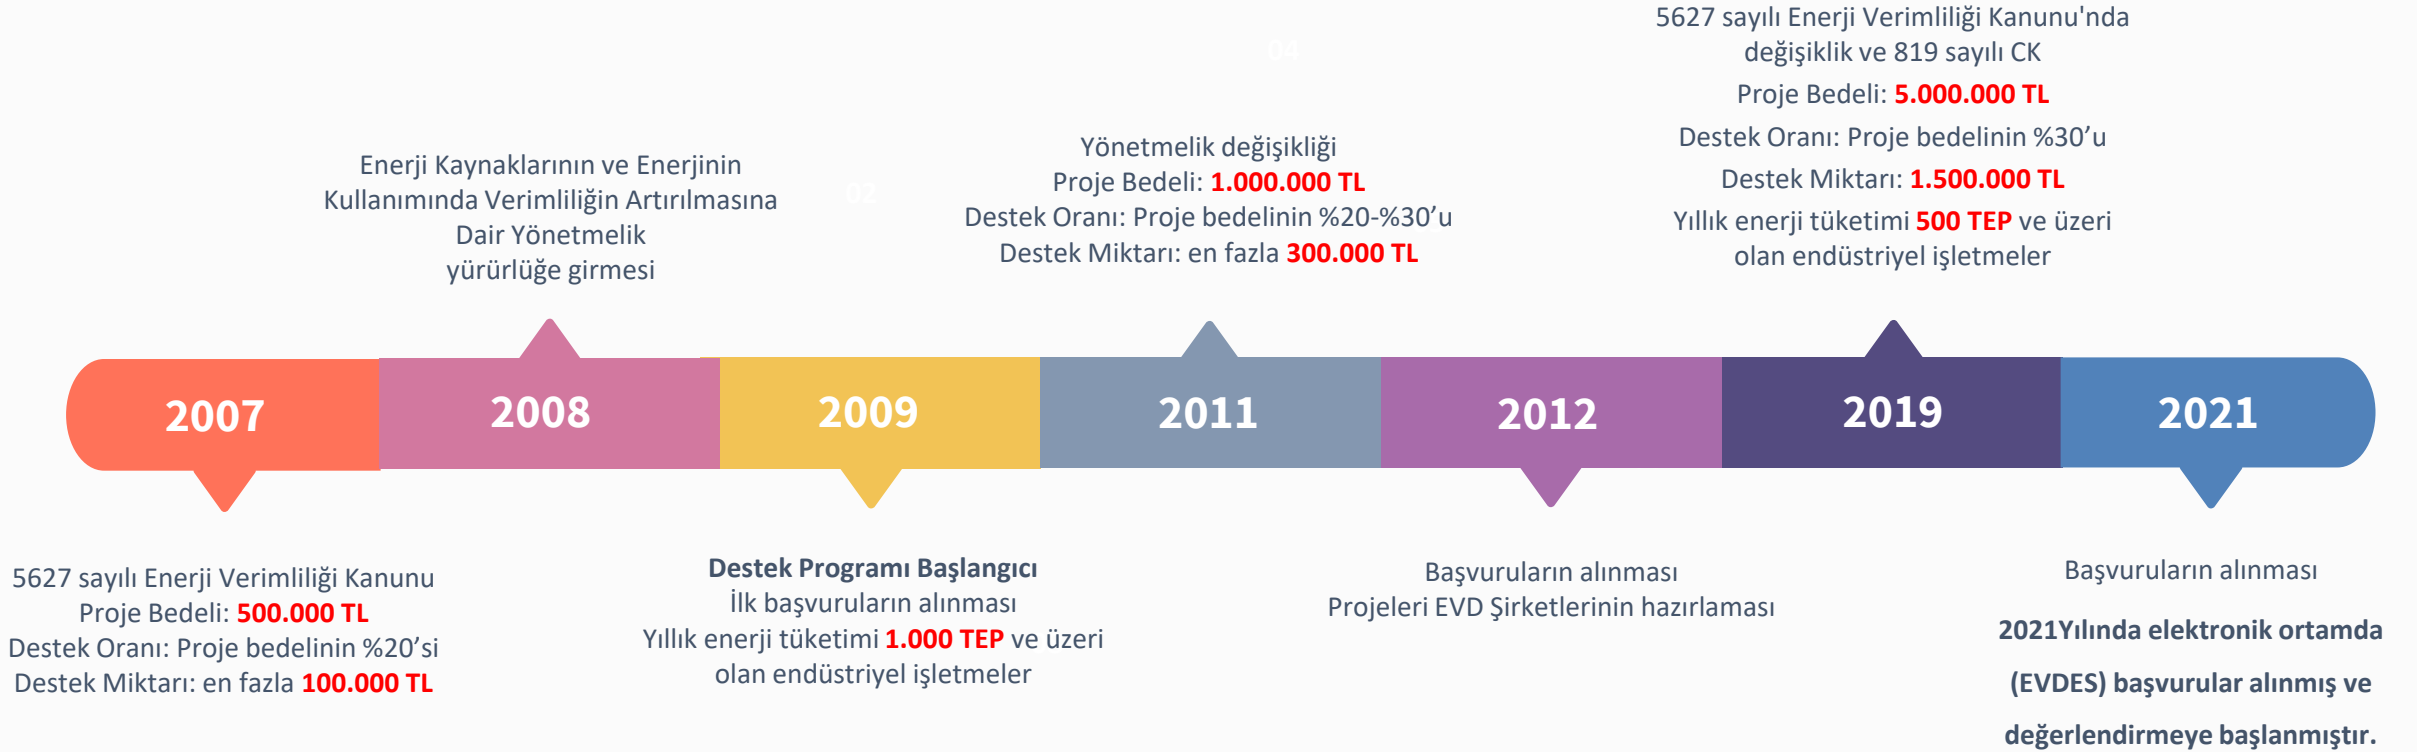 5627 sayılı Enerji Verimliliği Kanunu'nda
değişiklik ve 819 sayılı CK
Proje Bedeli: 5.000.000 TL
Destek Oranı: Proje bedelinin %30’u
Destek Miktarı: 1.500.000 TL
Yıllık enerji tüketimi 500 TEP ve üzeri
olan endüstriyel işletmeler
04
Yönetmelik değişikliği
Proje Bedeli: 1.000.000 TL
Destek Oranı: Proje bedelinin %20-%30’u
Destek Miktarı: en fazla 300.000 TL
02
Enerji Kaynaklarının ve Enerjinin
Kullanımında Verimliliğin Artırılmasına
Dair Yönetmelik
yürürlüğe girmesi
2007
2008
2009
2011
2012
2019
2021
5627 sayılı Enerji Verimliliği Kanunu
Proje Bedeli: 500.000 TL
Destek Oranı: Proje bedelinin %20’si
Destek Miktarı: en fazla 100.000 TL
Destek Programı Başlangıcı
İlk başvuruların alınması
Yıllık enerji tüketimi 1.000 TEP ve üzeri
olan endüstriyel işletmeler
Başvuruların alınması
Projeleri EVD Şirketlerinin hazırlaması
Başvuruların alınması
2021Yılında elektronik ortamda
(EVDES) başvurular alınmış ve
değerlendirmeye başlanmıştır.